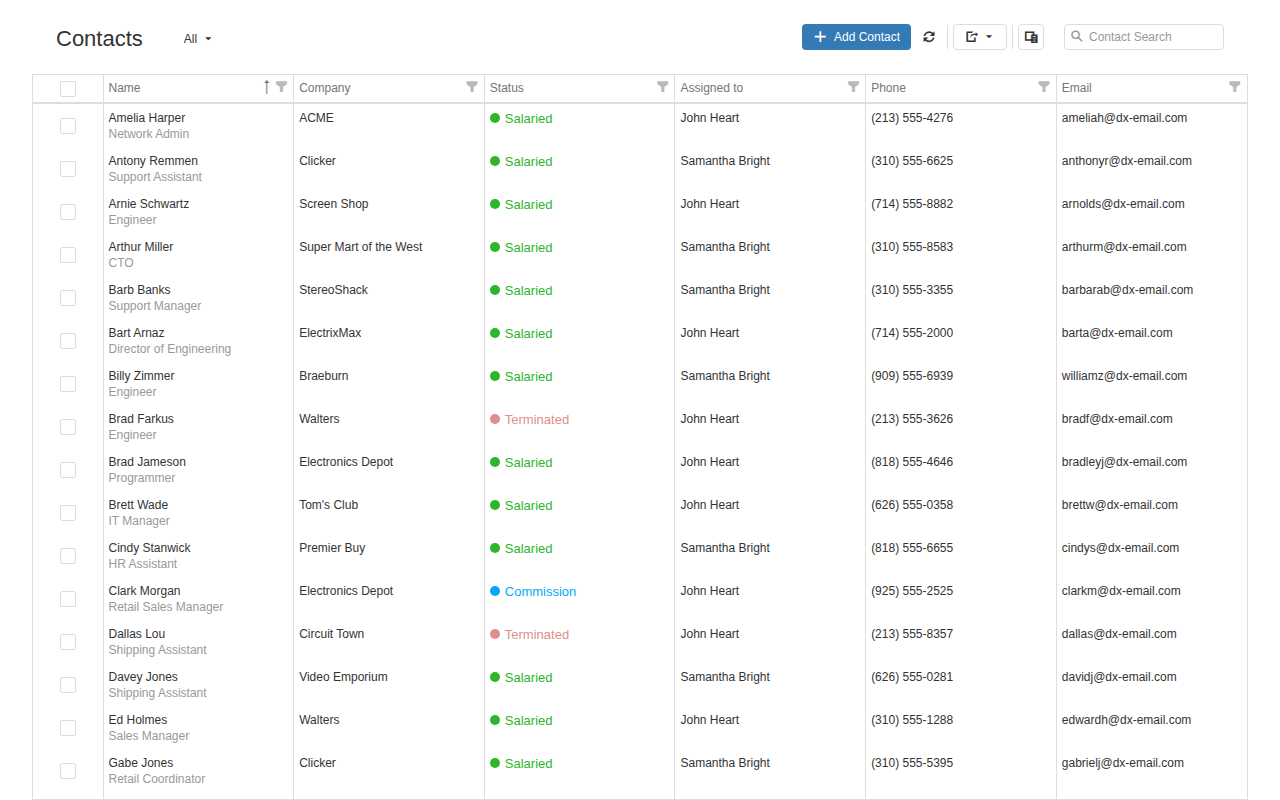 Contacts All Add Contact Contact Search
Name Company Status Assigned to Phone Email
Amelia Harper ACME Salaried John Heart (213) 555-4276 ameliah@dx-email.com
Network Admin
Antony Remmen Clicker Salaried Samantha Bright (310) 555-6625 anthonyr@dx-email.com
Support Assistant
Arnie Schwartz Screen Shop Salaried John Heart (714) 555-8882 arnolds@dx-email.com
Engineer
Arthur Miller Super Mart of the West Salaried Samantha Bright (310) 555-8583 arthurm@dx-email.com
CTO
Barb Banks StereoShack Salaried Samantha Bright (310) 555-3355 barbarab@dx-email.com
Support Manager
Bart Arnaz ElectrixMax Salaried John Heart (714) 555-2000 barta@dx-email.com
Director of Engineering
Billy Zimmer Braeburn Salaried Samantha Bright (909) 555-6939 williamz@dx-email.com
Engineer
Brad Farkus Walters Terminated John Heart (213) 555-3626 bradf@dx-email.com
Engineer
Brad Jameson Electronics Depot Salaried John Heart (818) 555-4646 bradleyj@dx-email.com
Programmer
Brett Wade Tom's Club Salaried John Heart (626) 555-0358 brettw@dx-email.com
IT Manager
Cindy Stanwick Premier Buy Salaried Samantha Bright (818) 555-6655 cindys@dx-email.com
HR Assistant
Clark Morgan Electronics Depot Commission John Heart (925) 555-2525 clarkm@dx-email.com
Retail Sales Manager
Dallas Lou Circuit Town Terminated John Heart (213) 555-8357 dallas@dx-email.com
Shipping Assistant
Davey Jones Video Emporium Salaried Samantha Bright (626) 555-0281 davidj@dx-email.com
Shipping Assistant
Ed Holmes Walters Salaried John Heart (310) 555-1288 edwardh@dx-email.com
Sales Manager
Gabe Jones Clicker Salaried Samantha Bright (310) 555-5395 gabrielj@dx-email.com
Retail Coordinator